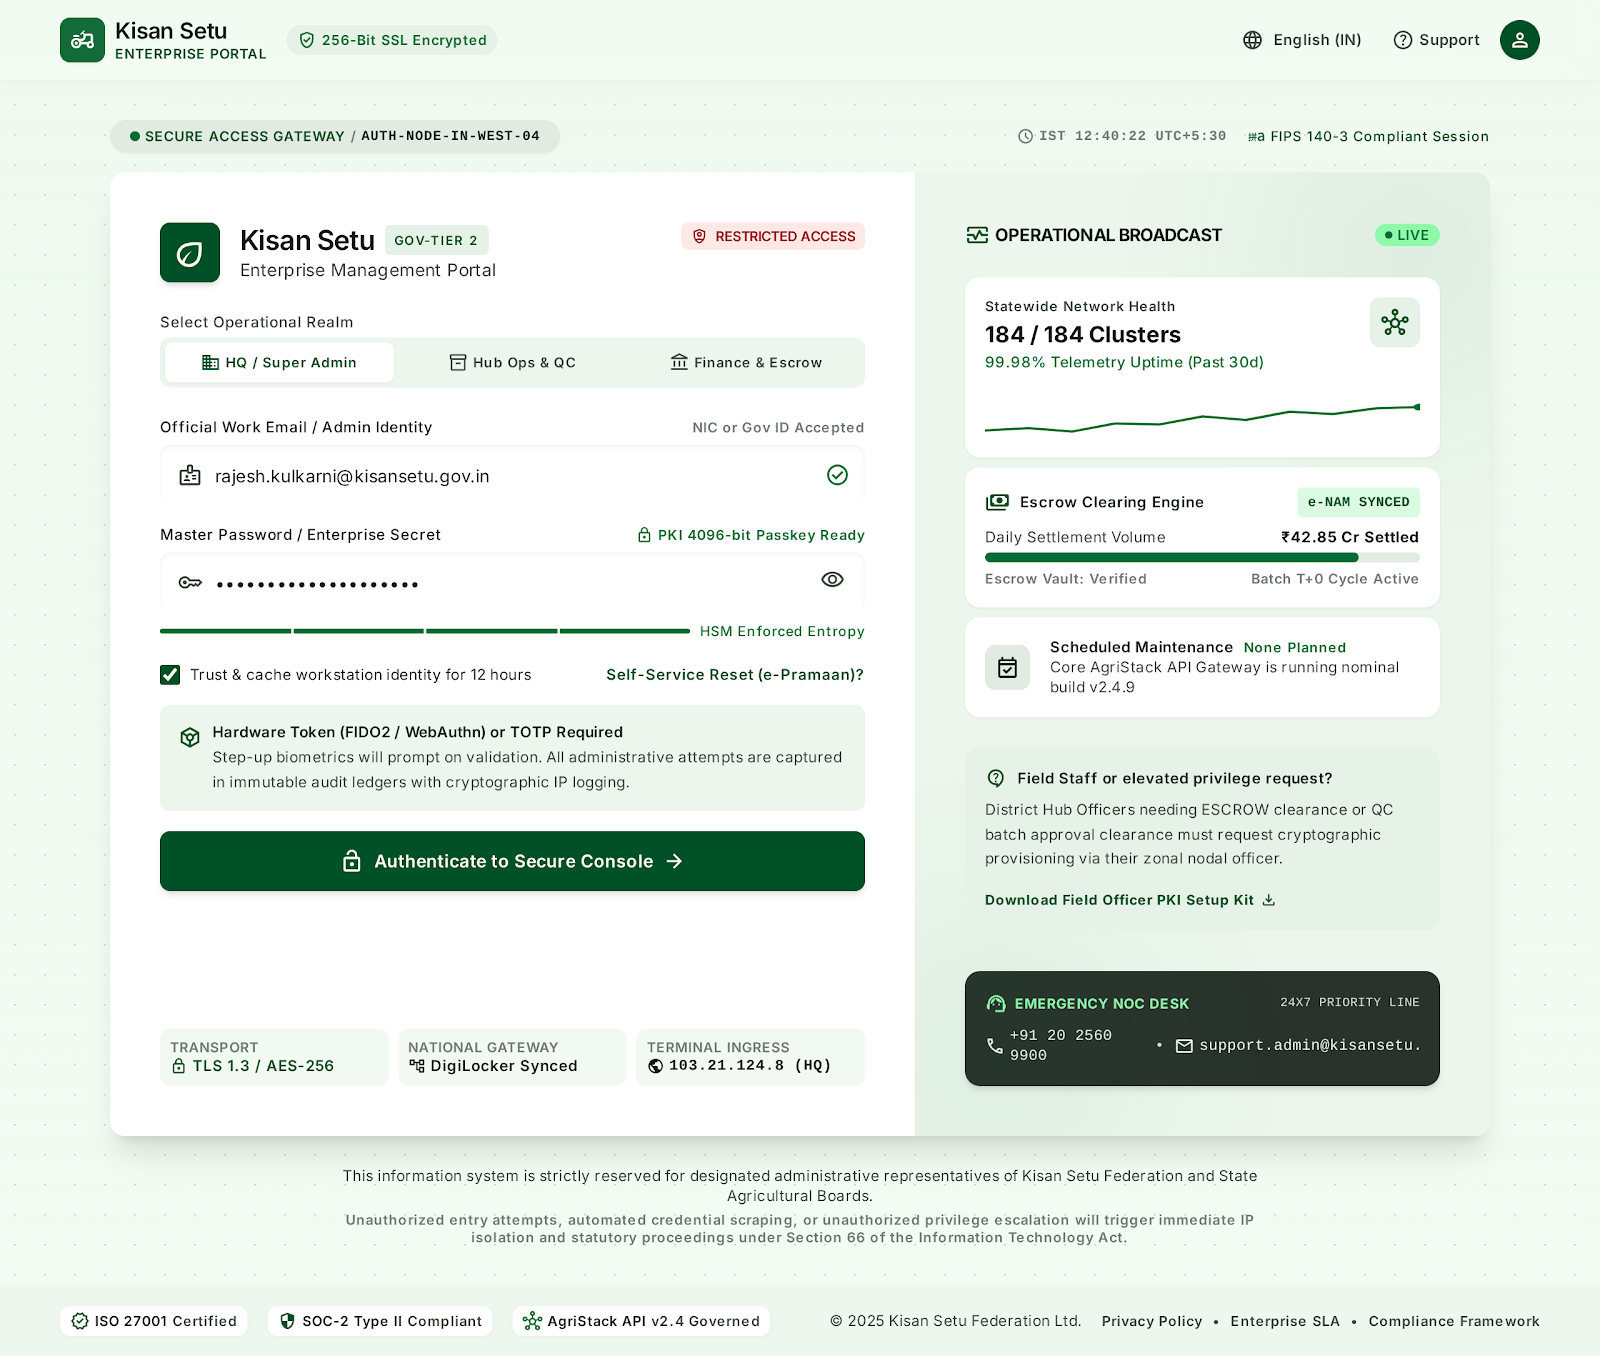 Kisan Setu
ENTERPRISE PORTAL
256-Bit SSL Encrypted
English (IN)
Support
SECURE ACCESS GATEWAY / AUTH-NODE-IN-WEST-04
IST 12:40:22 UTC+5:30
FIPS 140-3 Compliant Session
Kisan Setu
GOV-TIER 2
Enterprise Management Portal
RESTRICTED ACCESS
Select Operational Realm
HQ / Super Admin
Hub Ops & QC
Finance & Escrow
Official Work Email / Admin Identity
NIC or Gov ID Accepted
rajesh.kulkarni@kisansetu.gov.in
Master Password / Enterprise Secret
PKI 4096-bit Passkey Ready
•••••••••••••••••••
HSM Enforced Entropy
Trust & cache workstation identity for 12 hours
Self-Service Reset (e-Pramaan)?
Hardware Token (FIDO2 / WebAuthn) or TOTP Required
Step-up biometrics will prompt on validation. All administrative attempts are captured
in immutable audit ledgers with cryptographic IP logging.
Authenticate to Secure Console
TRANSPORT
TLS 1.3 / AES-256
NATIONAL GATEWAY
DigiLocker Synced
TERMINAL INGRESS
103.21.124.8 (HQ)
OPERATIONAL BROADCAST
LIVE
Statewide Network Health
184 / 184 Clusters
99.98% Telemetry Uptime (Past 30d)
Escrow Clearing Engine
e-NAM SYNCED
Daily Settlement Volume
₹42.85 Cr Settled
Escrow Vault: Verified
Batch T+0 Cycle Active
Scheduled Maintenance
None Planned
Core AgriStack API Gateway is running nominal
build v2.4.9
Field Staff or elevated privilege request?
District Hub Officers needing ESCROW clearance or QC
batch approval clearance must request cryptographic
provisioning via their zonal nodal officer.
Download Field Officer PKI Setup Kit
EMERGENCY NOC DESK
24X7 PRIORITY LINE
+91 20 2560
9900
•
support.admin@kisansetu.
This information system is strictly reserved for designated administrative representatives of Kisan Setu Federation and State
Agricultural Boards.
Unauthorized entry attempts, automated credential scraping, or unauthorized privilege escalation will trigger immediate IP
isolation and statutory proceedings under Section 66 of the Information Technology Act.
ISO 27001 Certified
SOC-2 Type II Compliant
AgriStack API v2.4 Governed
© 2025 Kisan Setu Federation Ltd.
Privacy Policy • Enterprise SLA • Compliance Framework